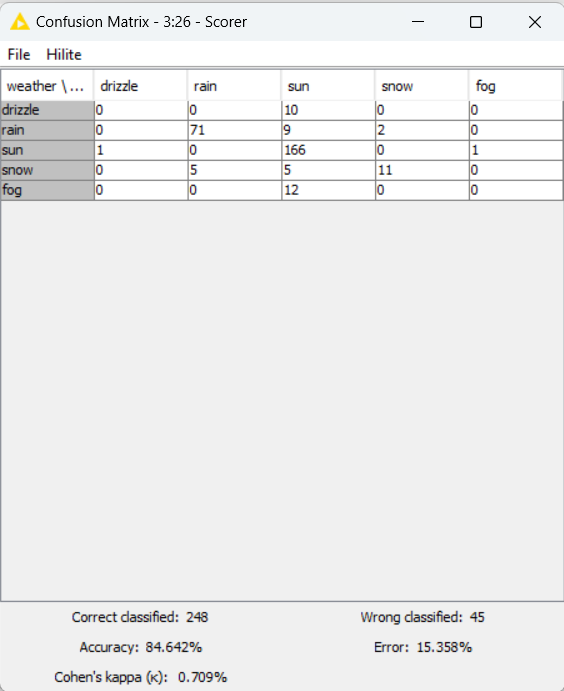 Confusion Matrix - 3:26 - Scorer
File Hilite
weather \ ... drizzle rain sun snow fog
drizzle 0 0 10 0 0
rain 0 71 9 2 0
sun 1 0 166 0 1
snow 0 5 5 11 0
fog 0 0 12 0 0
Correct classified: 248 Wrong classified: 45
Accuracy: 84.642% Error: 15.358%
Cohen's kappa (κ): 0.709%